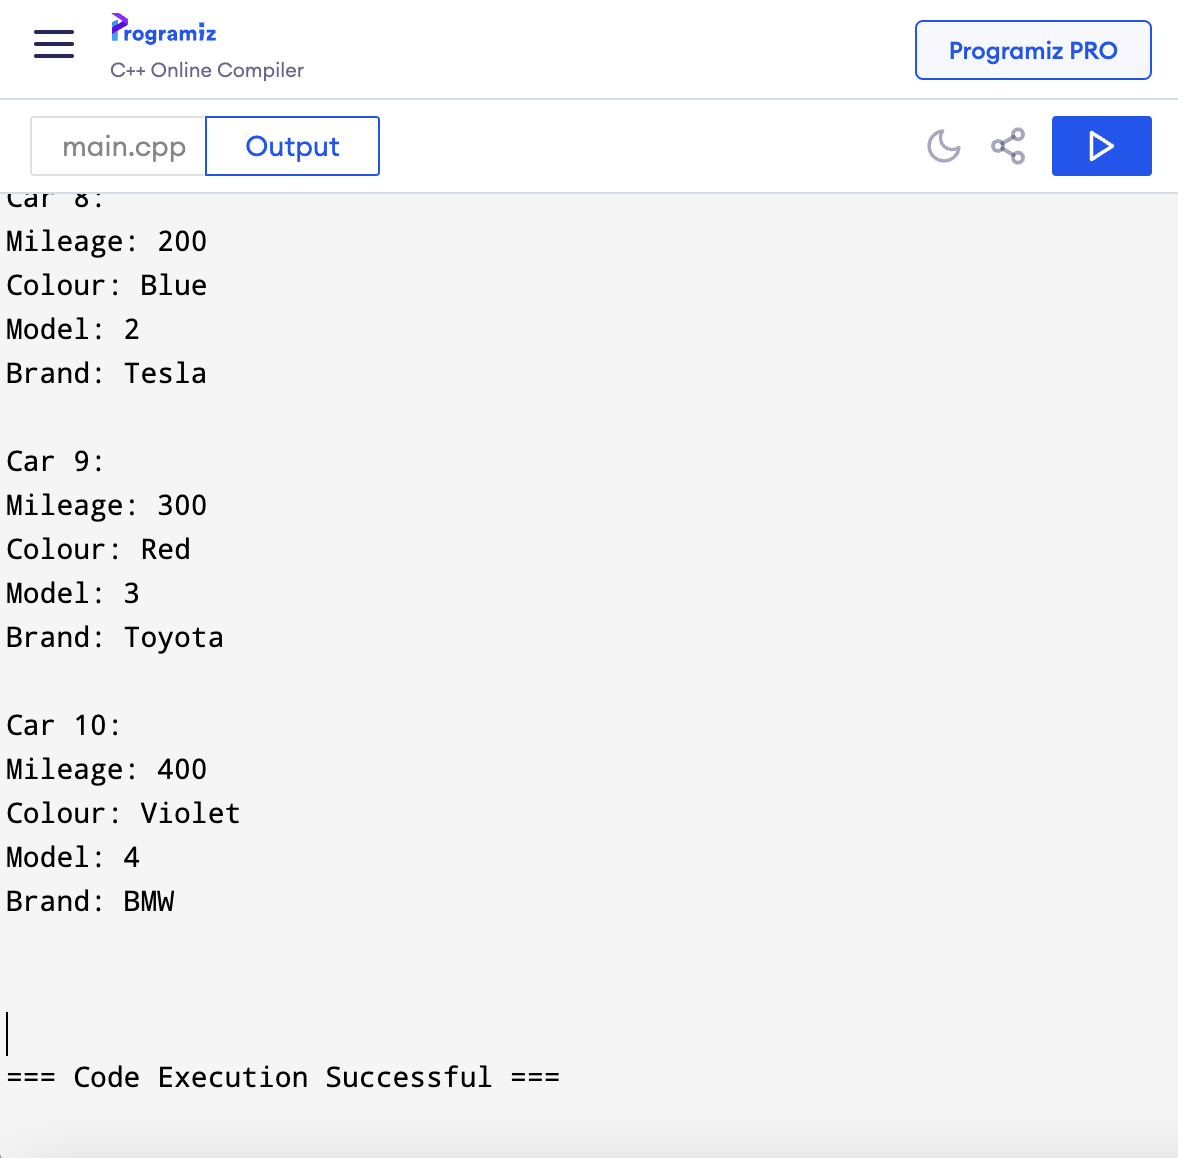 Programiz
C++ Online Compiler
Programiz PRO
main.cpp
Output
Car 8:
Mileage: 200
Colour: Blue
Model: 2
Brand: Tesla
Car 9:
Mileage: 300
Colour: Red
Model: 3
Brand: Toyota
Car 10:
Mileage: 400
Colour: Violet
Model: 4
Brand: BMW
=== Code Execution Successful ===